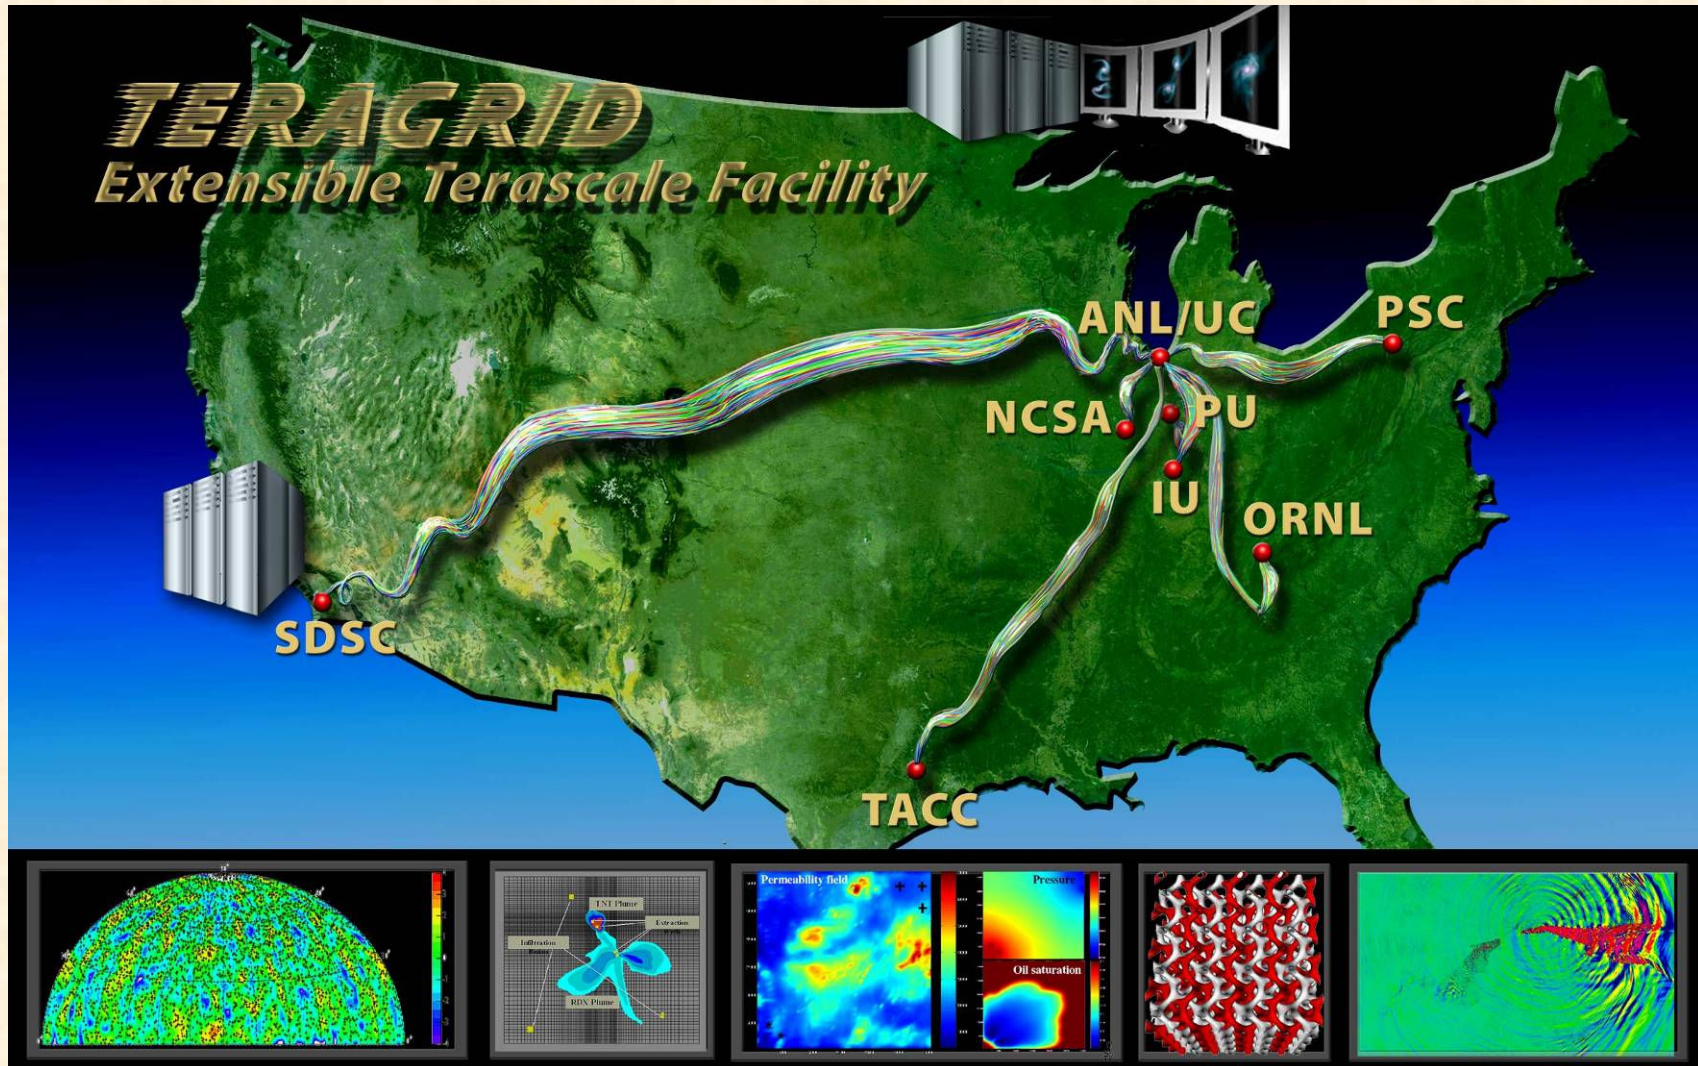 TERAGRID
Extensible Terascale Facility
ANL/UC
PSC
NCSA
PU
IU
ORNL
SDSC
TACC
TNT Plume
Extraction
Infiltration
RDX Plume
Permeability field
Pressure
Oil saturation